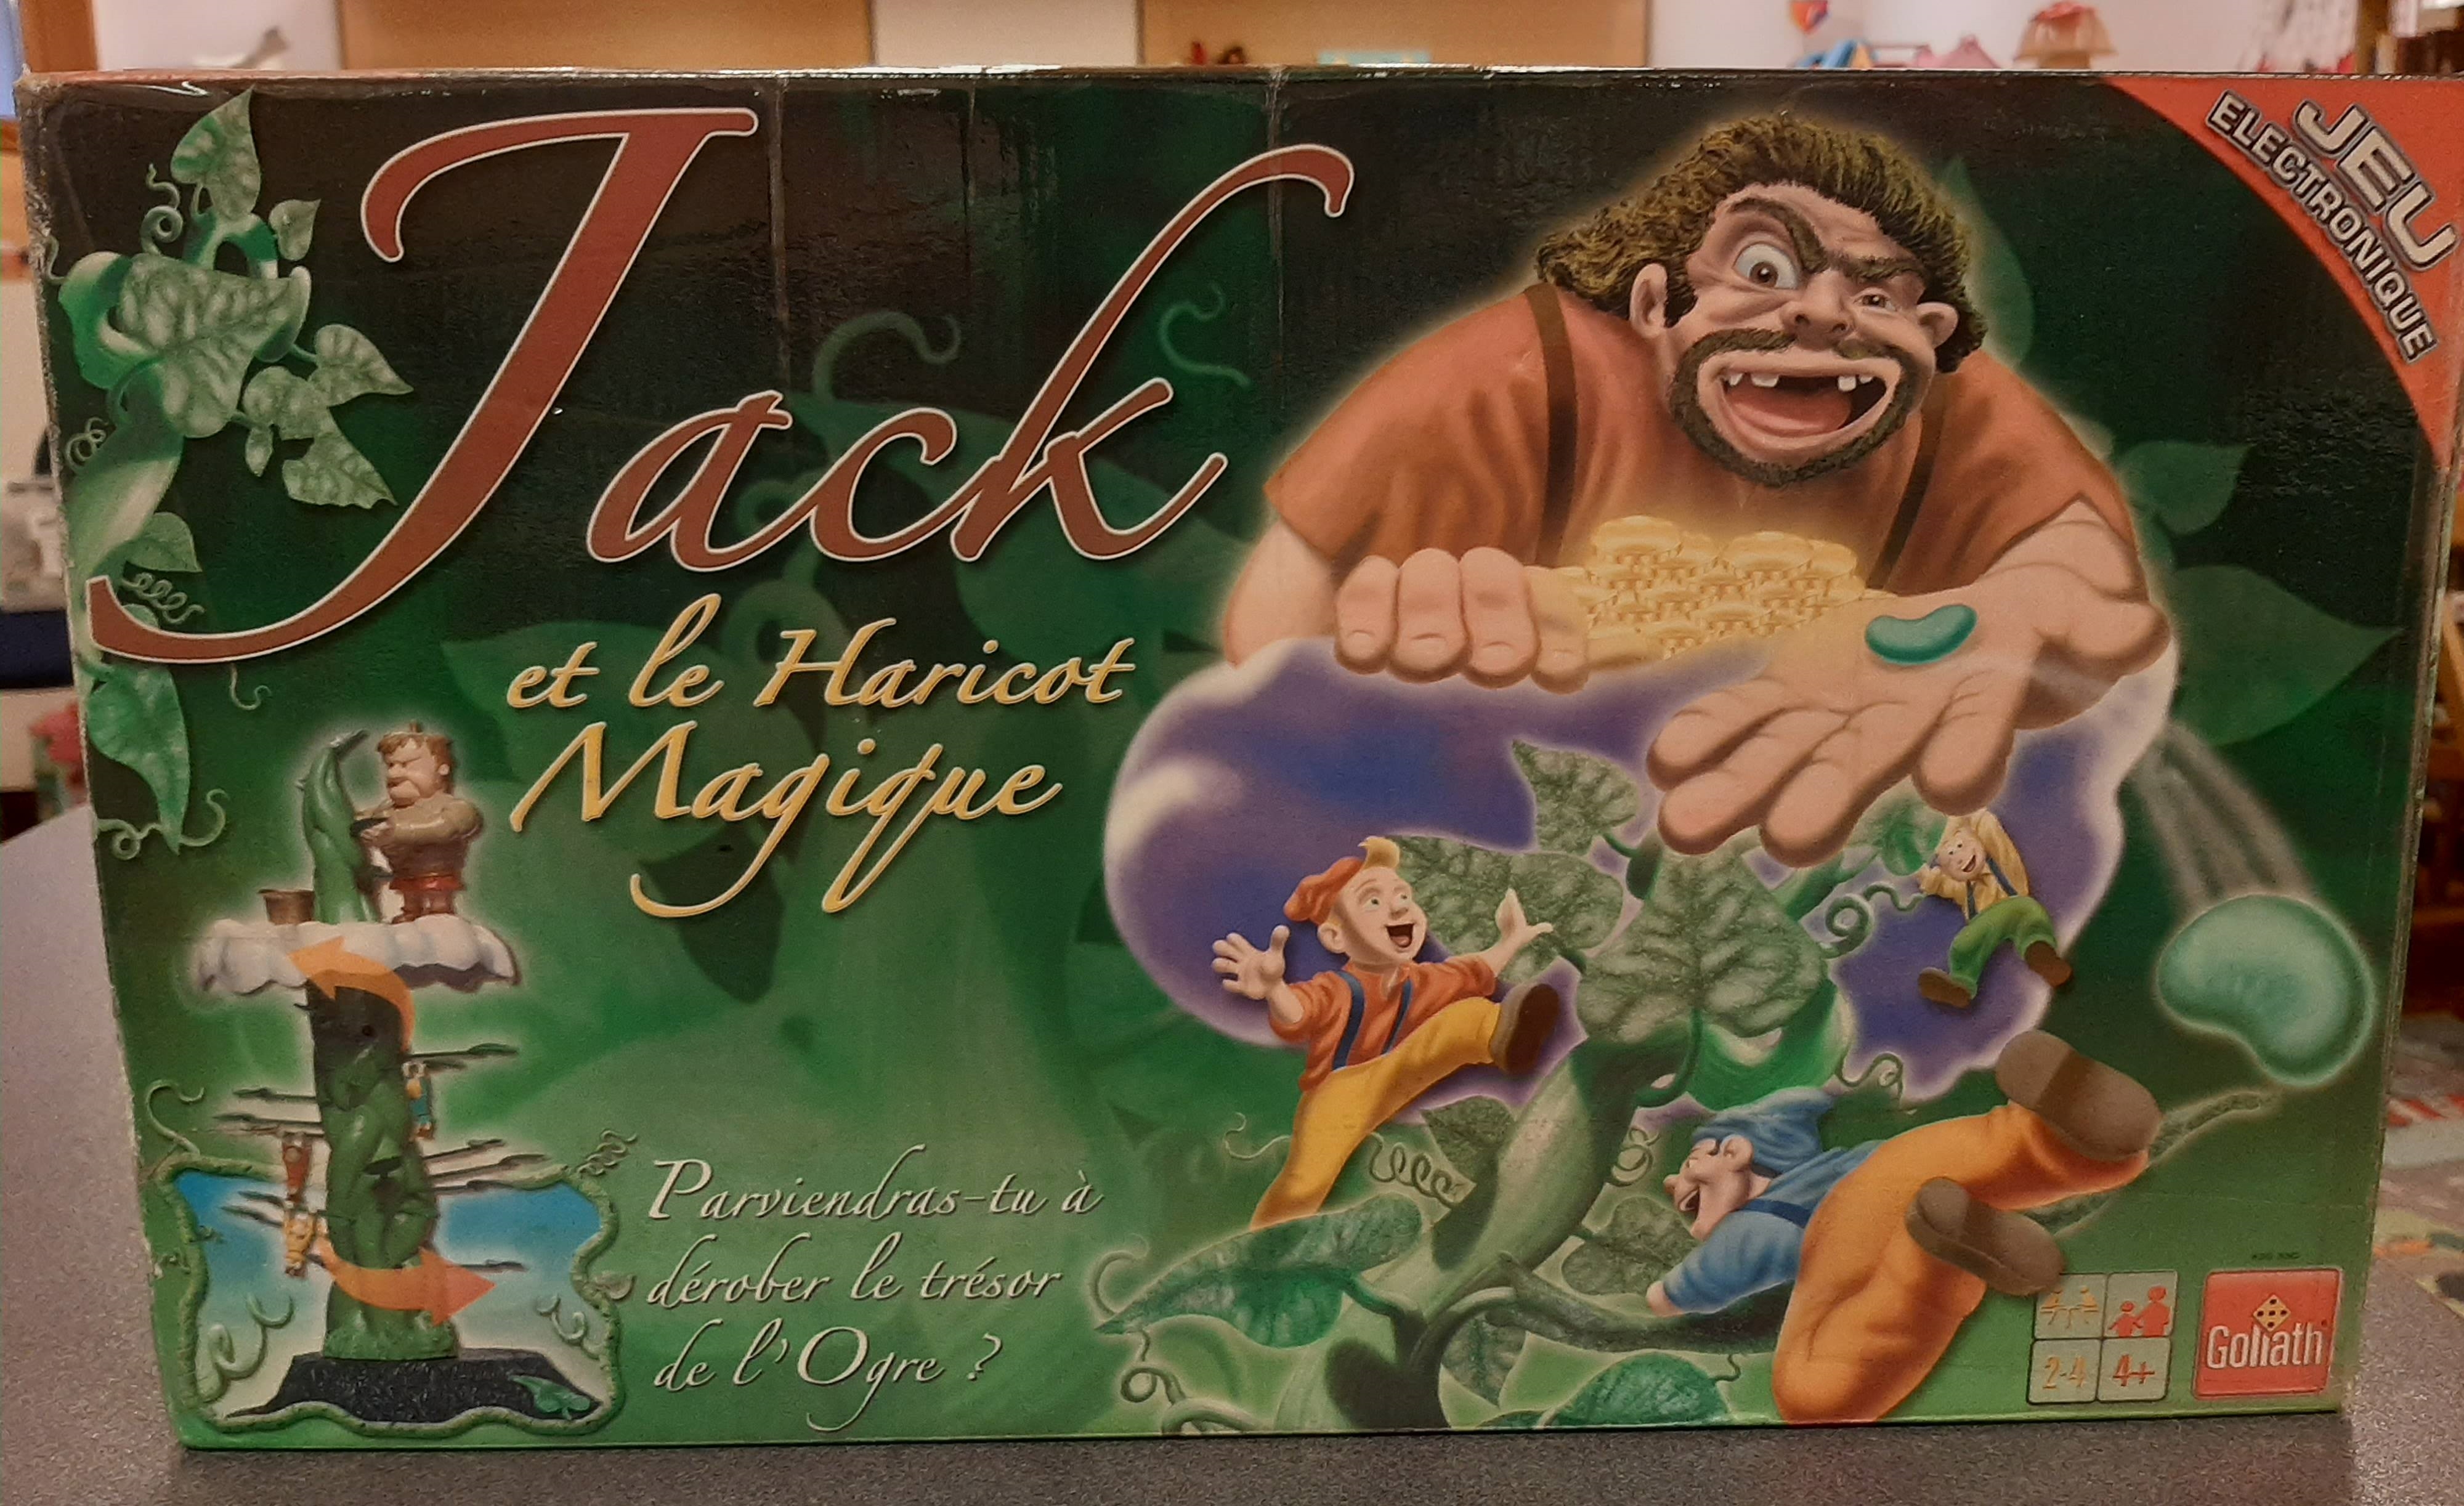 JEU
ELECTRONIQUE
Jack
et le Haricot
Magique
Parviendras-tu à
dérober le trésor
de l'Ogre ?
2-4
4+
Goliath